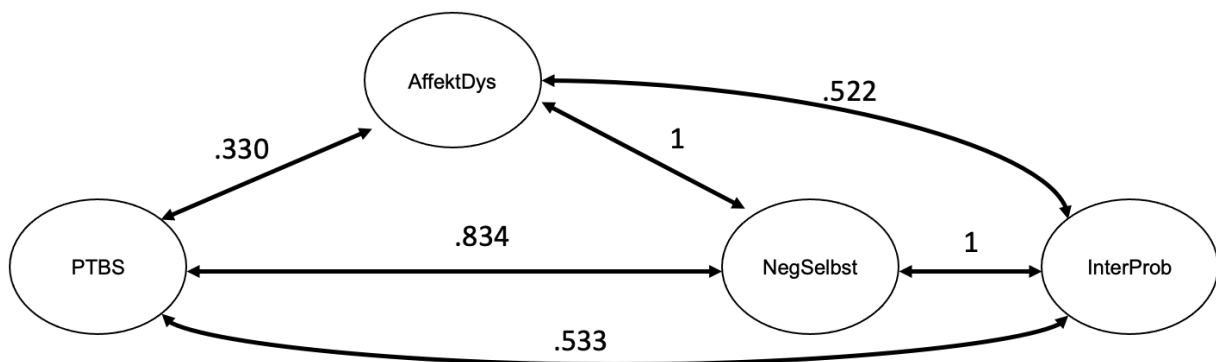 AffektDys
.522
.330
1
.834
1
PTBS
NegSelbst
InterProb
.533